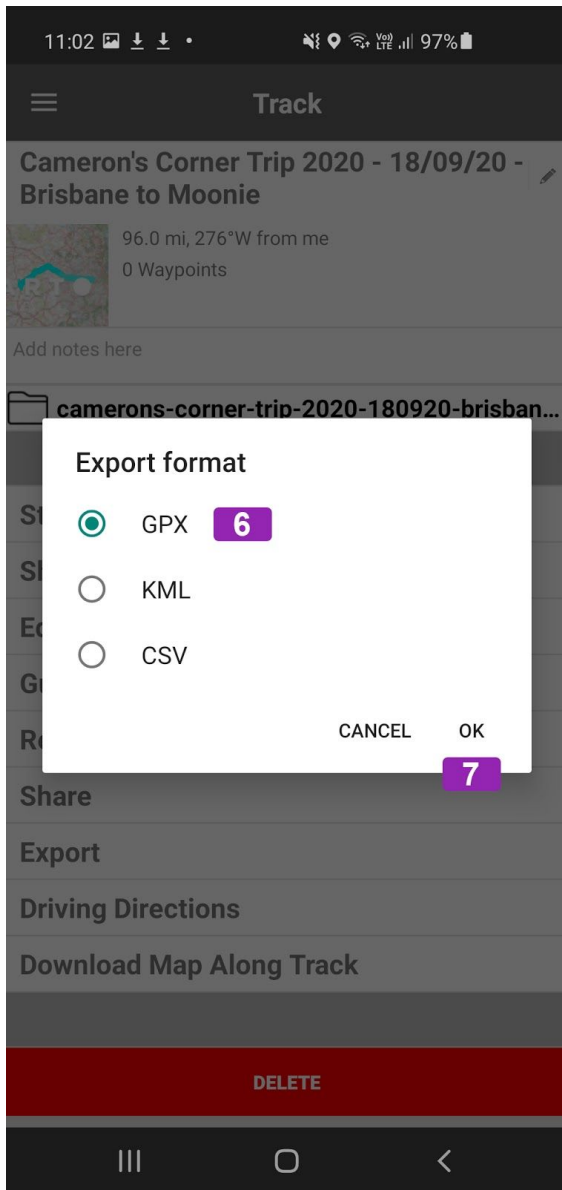 11:02
Vo))
LTE
97%
Track
Cameron's Corner Trip 2020 - 18/09/20 -
Brisbane to Moonie
96.0 mi, 276°W from me
0 Waypoints
Add notes here
camerons-corner-trip-2020-180920-brisban...
Export format
GPX 6
KML
CSV
CANCEL OK
7
Share
Export
Driving Directions
Download Map Along Track
DELETE